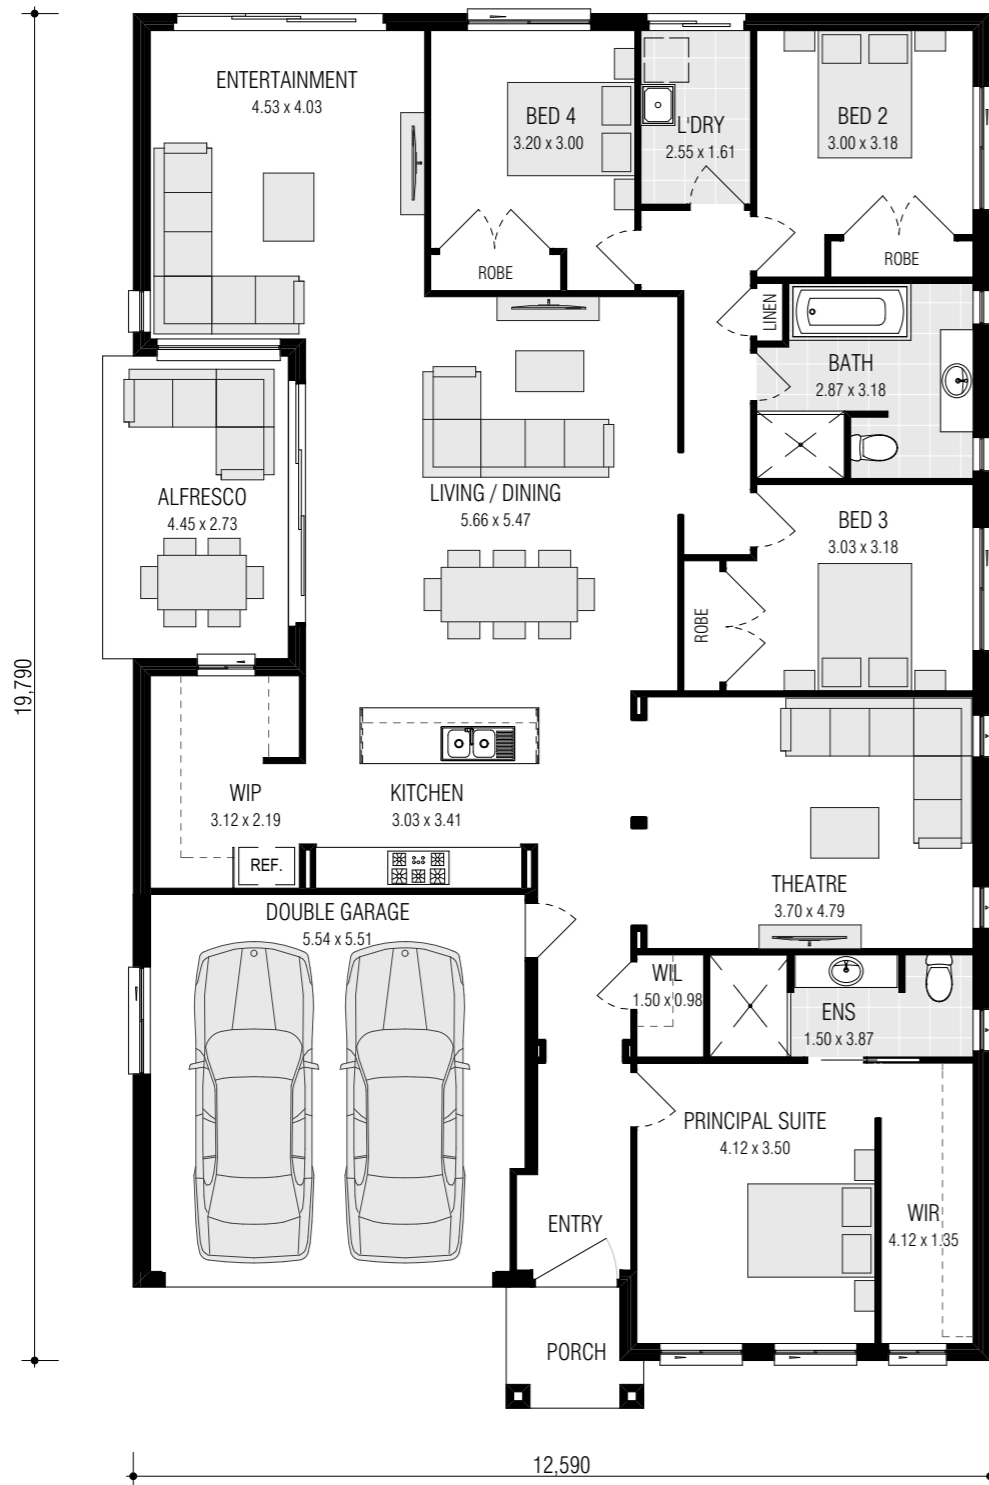 ENTERTAINMENT
4.53 x 4.03
BED 4
3.20 x 3.00
L'DRY
2.55 x 1.61
BED 2
3.00 x 3.18
ROBE
ROBE
LINEN
BATH
2.87 x 3.18
ALFRESCO
4.45 x 2.73
LIVING / DINING
5.66 x 5.47
BED 3
3.03 x 3.18
ROBE
19,790
WIP
3.12 x 2.19
KITCHEN
3.03 x 3.41
REF.
THEATRE
3.70 x 4.79
DOUBLE GARAGE
5.54 x 5.51
WIL
1.50 x 0.98
ENS
1.50 x 3.87
PRINCIPAL SUITE
4.12 x 3.50
ENTRY
WIR
4.12 x 1.35
PORCH
12,590